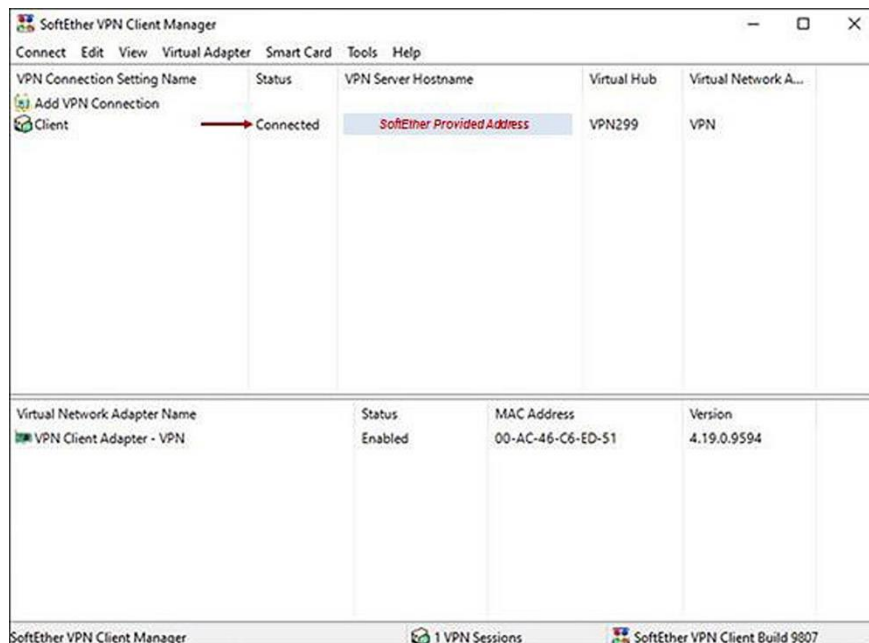 SoftEther VPN Client Manager
Connect Edit View Virtual Adapter Smart Card Tools Help
VPN Connection Setting Name Status VPN Server Hostname Virtual Hub Virtual Network A...
Add VPN Connection
Client Connected SoftEther Provided Address VPN299 VPN
Virtual Network Adapter Name Status MAC Address Version
VPN Client Adapter - VPN Enabled 00-AC-46-C6-ED-51 4.19.0.9594
SoftEther VPN Client Manager 1 VPN Sessions SoftEther VPN Client Build 9807